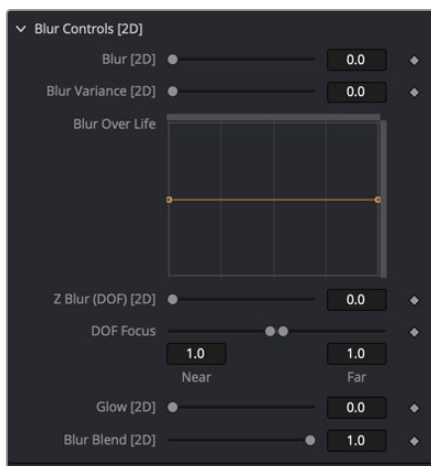 Blur Controls [2D]
Blur [2D] 0.0
Blur Variance [2D] 0.0
Blur Over Life
Z Blur (DOF) [2D] 0.0
DOF Focus
1.0 1.0
Near Far
Glow [2D] 0.0
Blur Blend [2D] 1.0